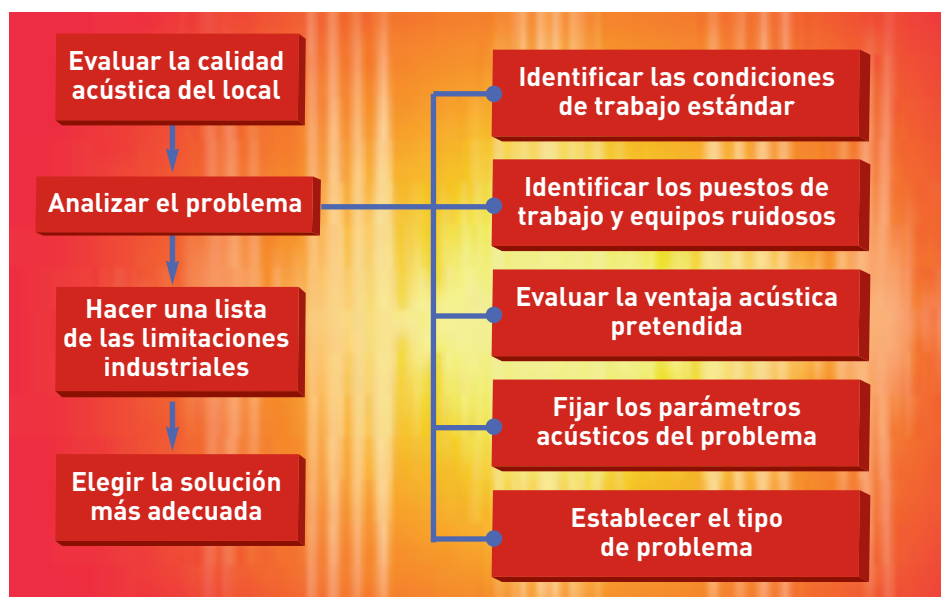 Evaluar la calidad
acústica del local
Analizar el problema
Hacer una lista
de las limitaciones
industriales
Elegir la solución
más adecuada
Identificar las condiciones
de trabajo estándar
Identificar los puestos de
trabajo y equipos ruidosos
Evaluar la ventaja acústica
pretendida
Fijar los parámetros
acústicos del problema
Establecer el tipo
de problema